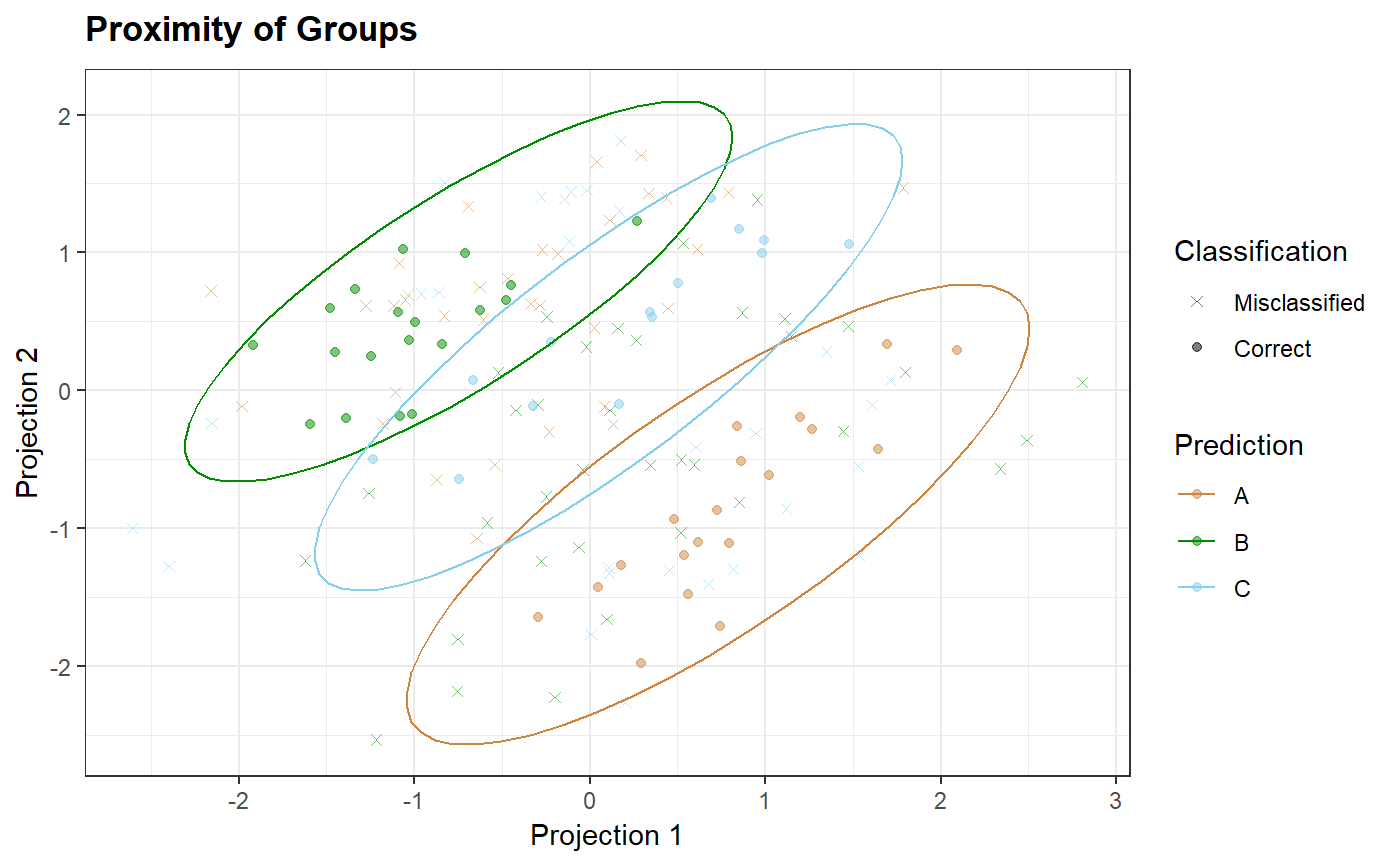 Proximity of Groups
2
1
0
-1
-2
Projection 2
-2
-1
0
1
2
3
Projection 1
Classification
Misclassified
Correct
Prediction
A
B
C